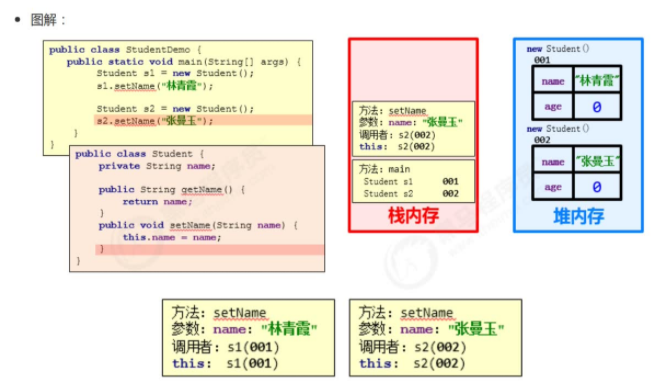 • 图解：
public class StudentDemo {
public static void main(String[] args) {
Student s1 = new Student();
s1.setName("林青霞");
Student s2 = new Student();
s2.setName("张曼玉");
}
}
public class Student {
private String name;
public String getName() {
return name;
}
public void setName(String name) {
this.name = name;
}
}
方法: setName
参数: name: "张曼玉"
调用者: s2(002)
this: s2(002)
方法: main
Student s1 001
Student s2 002
栈内存
new Student()
001
name "林青霞"
age 0
new Student()
002
name "张曼玉"
age 0
堆内存
方法: setName
参数: name: "林青霞"
调用者: s1(001)
this: s1(001)
方法: setName
参数: name: "张曼玉"
调用者: s2(002)
this: s2(002)